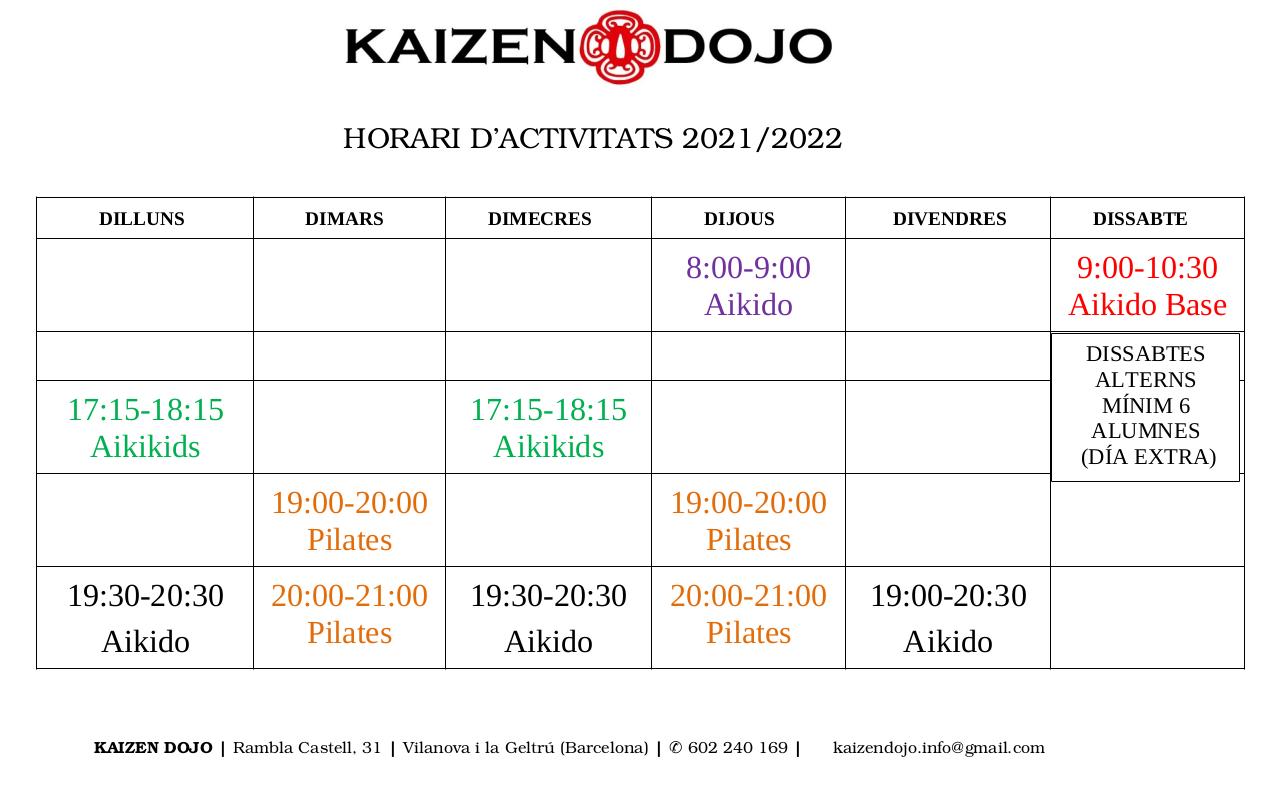 KAIZEN DOJO
HORARI D’ACTIVITATS 2021/2022
DILLUNS DIMARS DIMECRES DIJOUS DIVENDRES DISSABTE
8:00-9:00 9:00-10:30
Aikido Aikido Base
DISSABTES
ALTERNS
MÍNIM 6
ALUMNES
(DÍA EXTRA)
17:15-18:15 17:15-18:15
Aikikids Aikikids
19:00-20:00 19:00-20:00
Pilates Pilates
19:30-20:30 20:00-21:00 19:30-20:30 20:00-21:00 19:00-20:30
Aikido Pilates Aikido Pilates Aikido
KAIZEN DOJO | Rambla Castell, 31 | Vilanova i la Geltrú (Barcelona) | ✆ 602 240 169 | kaizendojo.info@gmail.com